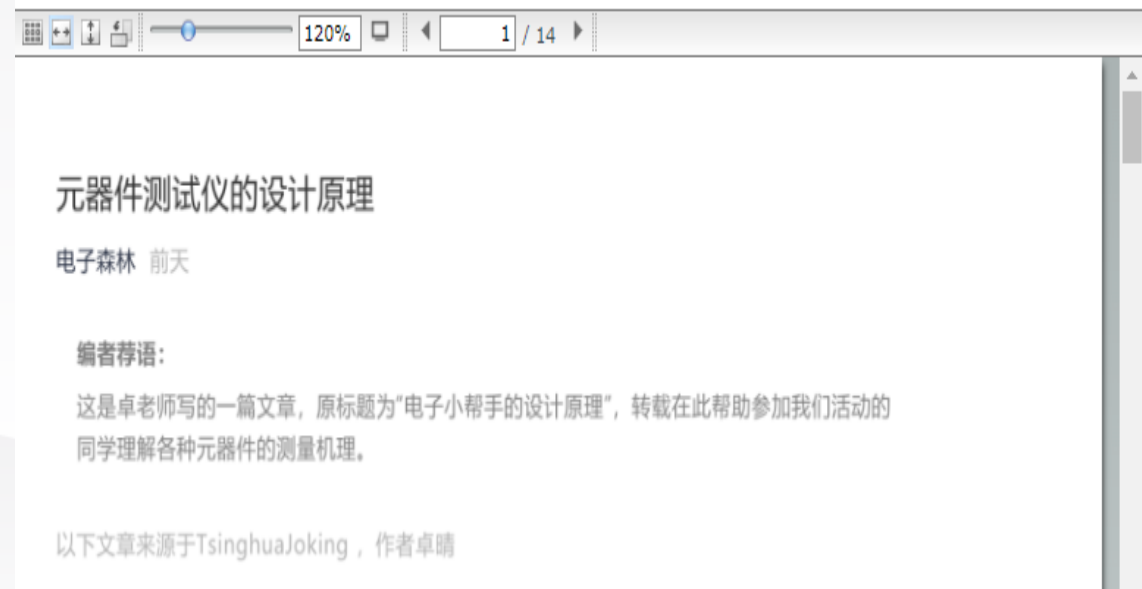 120% 1 / 14
元器件测试仪的设计原理
电子森林 前天
编者荐语：
这是卓老师写的一篇文章，原标题为"电子小帮手的设计原理"，转载在此帮助参加我们活动的
同学理解各种元器件的测量机理。
以下文章来源于TsinghuaJoking ，作者卓晴